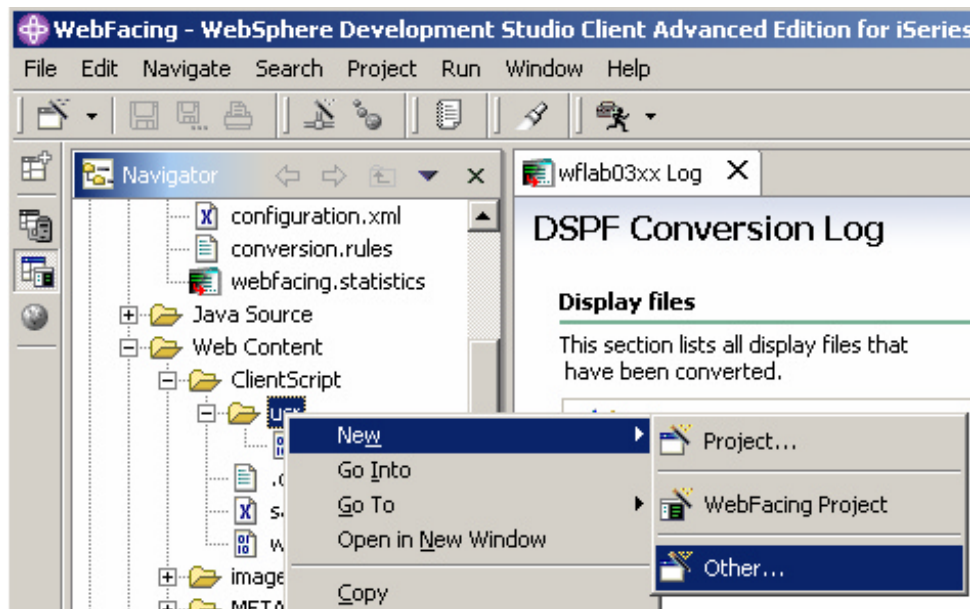 WebFacing - WebSphere Development Studio Client Advanced Edition for iSeries
File Edit Navigate Search Project Run Window Help
Navigator
configuration.xml
conversion.rules
webfacing.statistics
Java Source
Web Content
ClientScript
usr
wflab03xx Log
DSPF Conversion Log
Display files
This section lists all display files that
have been converted.
New
Go Into
Go To
Open in New Window
Copy
Project...
WebFacing Project
Other...